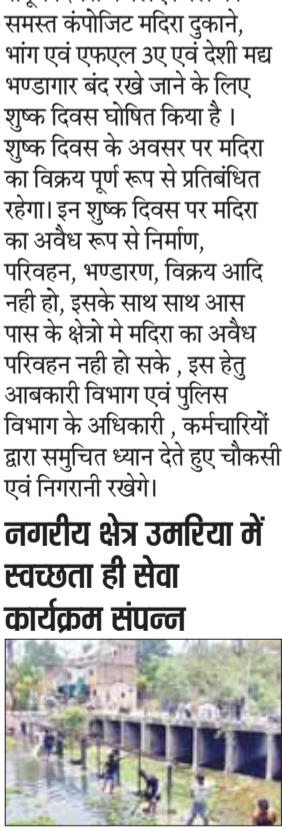 समस्त कंपोजिट मदिरा दुकाने,
भांग एवं एफएल 3ए एवं देशी मद्य
भण्डागार बंद रखे जाने के लिए
शुष्क दिवस घोषित किया है ।
शुष्क दिवस के अवसर पर मदिरा
का विक्रय पूर्ण रूप से प्रतिबंधित
रहेगा। इन शुष्क दिवस पर मदिरा
का अवैध रूप से निर्माण,
परिवहन, भण्डारण, विक्रय आदि
नही हो, इसके साथ साथ आस
पास के क्षेत्रो मे मदिरा का अवैध
परिवहन नही हो सके , इस हेतु
आबकारी विभाग एवं पुलिस
विभाग के अधिकारी , कर्मचारियों
द्वारा समुचित ध्यान देते हुए चौकसी
एवं निगरानी रखेगे।
नगरीय क्षेत्र उमरिया में
स्वच्छता ही सेवा
कार्यक्रम संपन्न